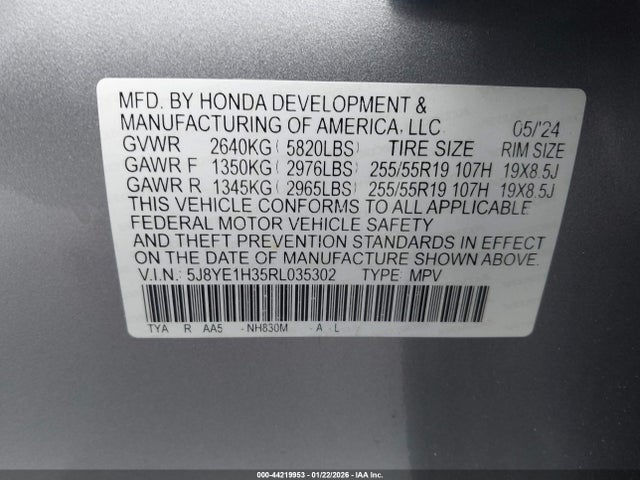 MFD. BY HONDA DEVELOPMENT &
MANUFACTURING OF AMERICA, LLC 05/'24
GVWR 2640KG ( 5820LBS) TIRE SIZE RIM SIZE
GAWR F 1350KG ( 2976LBS) 255/55R19 107H 19X8.5J
GAWR R 1345KG ( 2965LBS) 255/55R19 107H 19X8.5J
THIS VEHICLE CONFORMS TO ALL APPLICABLE
FEDERAL MOTOR VEHICLE SAFETY
AND THEFT PREVENTION STANDARDS IN EFFECT
ON THE DATE OF MANUFACTURE SHOWN ABOVE.
V.I.N.: 5J8YE1H35RL035302 TYPE: MPV
TYA R AA5 -NH830M -A L
000-44219953 - 01/22/2026 - IAA Inc.